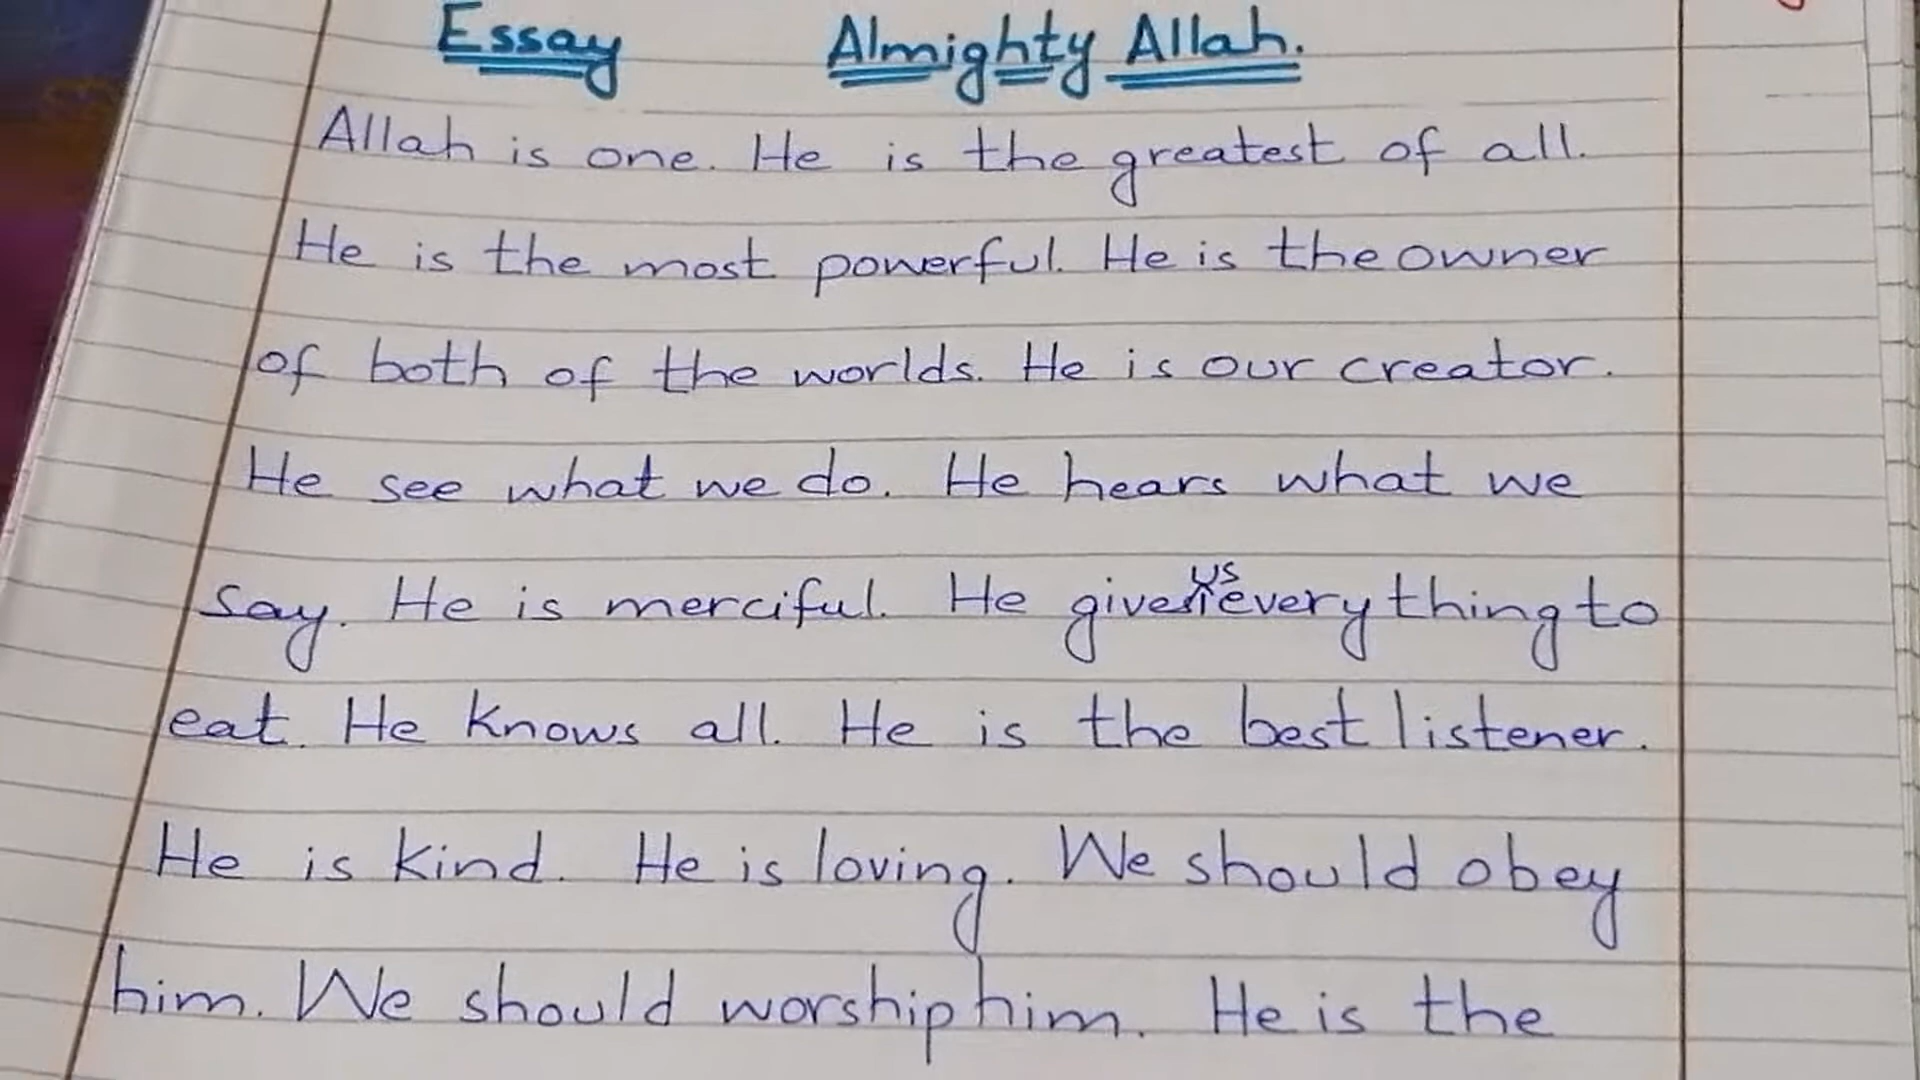 Essay Almighty Allah.
Allah is one. He is the greatest of all.
He is the most powerful. He is the owner
of both of the worlds. He is our creator.
He see what we do. He hears what we
say. He is merciful. He gives us every thing to
eat. He knows all. He is the best listener.
He is kind. He is loving. We should obey
him. We should worship him. He is the